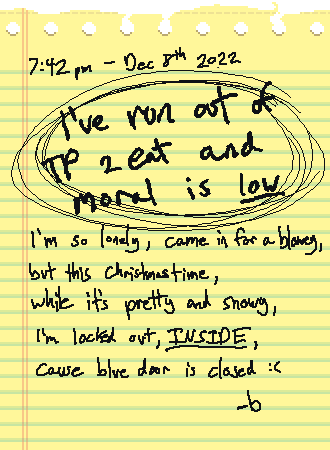 7:42 pm - Dec 8th 2022
I've run out of
TP 2 eat and
moral is low
I'm so lonely, came in for a blowey,
but this Christmastime,
while it's pretty and snowy,
I'm locked out, INSIDE,
cause blue door is closed :c
-b